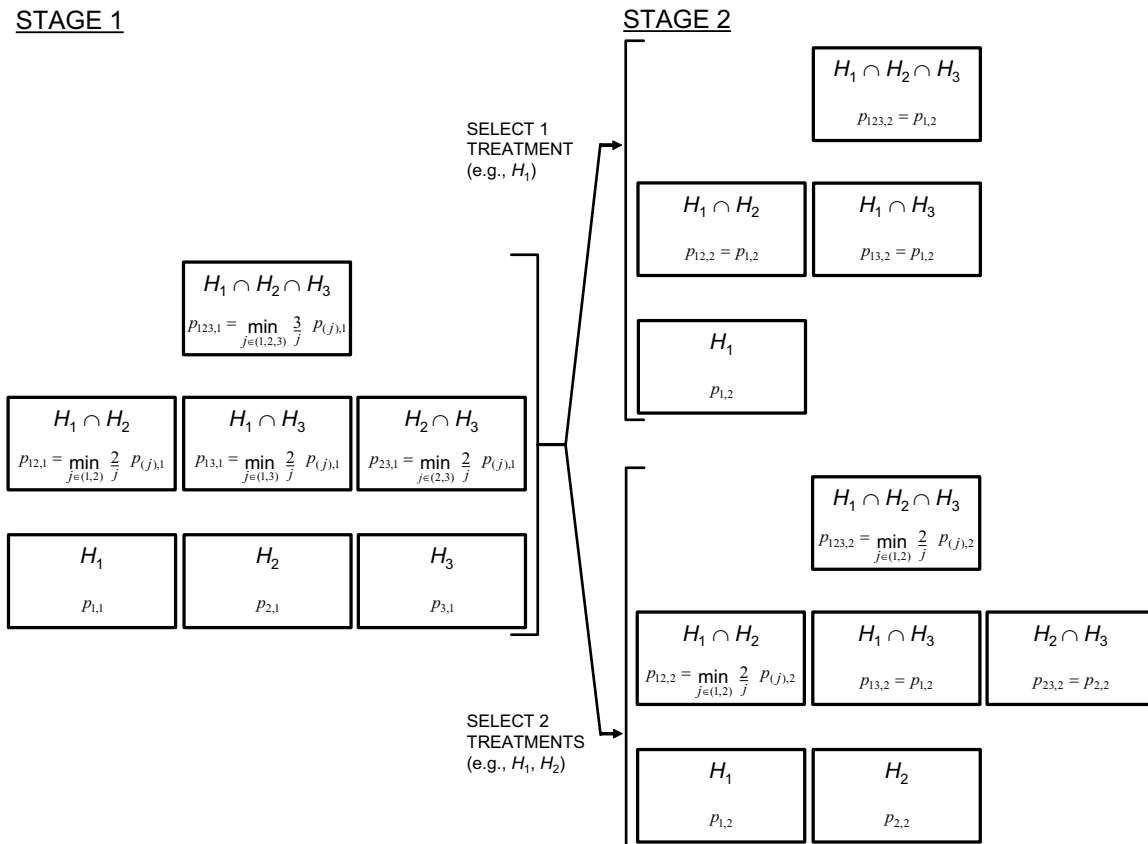 STAGE 1
H₁ ∩ H₂ ∩ H₃
p₁₂₃,₁ = min j∈(1,2,3) 3/j p₍ⱼ₎,₁
H₁ ∩ H₂
p₁₂,₁ = min j∈(1,2) 2/j p₍ⱼ₎,₁
H₁ ∩ H₃
p₁₃,₁ = min j∈(1,3) 2/j p₍ⱼ₎,₁
H₂ ∩ H₃
p₂₃,₁ = min j∈(2,3) 2/j p₍ⱼ₎,₁
H₁
p₁,₁
H₂
p₂,₁
H₃
p₃,₁
SELECT 1
TREATMENT
(e.g., H₁)
SELECT 2
TREATMENTS
(e.g., H₁, H₂)
STAGE 2
H₁ ∩ H₂ ∩ H₃
p₁₂₃,₂ = p₁,₂
H₁ ∩ H₂
p₁₂,₂ = p₁,₂
H₁ ∩ H₃
p₁₃,₂ = p₁,₂
H₁
p₁,₂
H₁ ∩ H₂ ∩ H₃
p₁₂₃,₂ = min j∈(1,2) 2/j p₍ⱼ₎,₂
H₁ ∩ H₂
p₁₂,₂ = min j∈(1,2) 2/j p₍ⱼ₎,₂
H₁ ∩ H₃
p₁₃,₂ = p₁,₂
H₂ ∩ H₃
p₂₃,₂ = p₂,₂
H₁
p₁,₂
H₂
p₂,₂